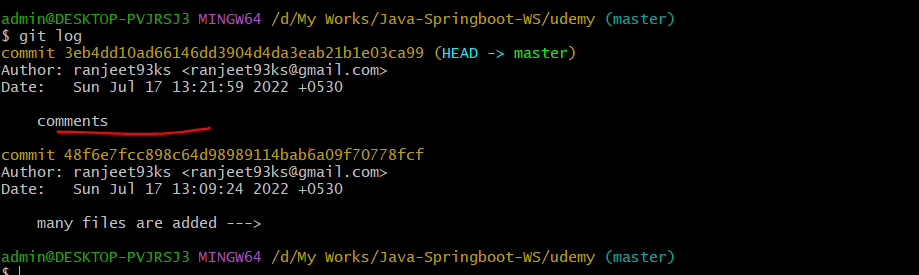 admin@DESKTOP-PVJRSJ3 MINGW64 /d/My Works/Java-Springboot-WS/udemy (master)
$ git log
commit 3eb4dd10ad66146dd3904d4da3eab21b1e03ca99 (HEAD -> master)
Author: ranjeet93ks <ranjeet93ks@gmail.com>
Date:   Sun Jul 17 13:21:59 2022 +0530
    comments
commit 48f6e7fcc898c64d98989114bab6a09f70778fcf
Author: ranjeet93ks <ranjeet93ks@gmail.com>
Date:   Sun Jul 17 13:09:24 2022 +0530
    many files are added --->
admin@DESKTOP-PVJRSJ3 MINGW64 /d/My Works/Java-Springboot-WS/udemy (master)
$